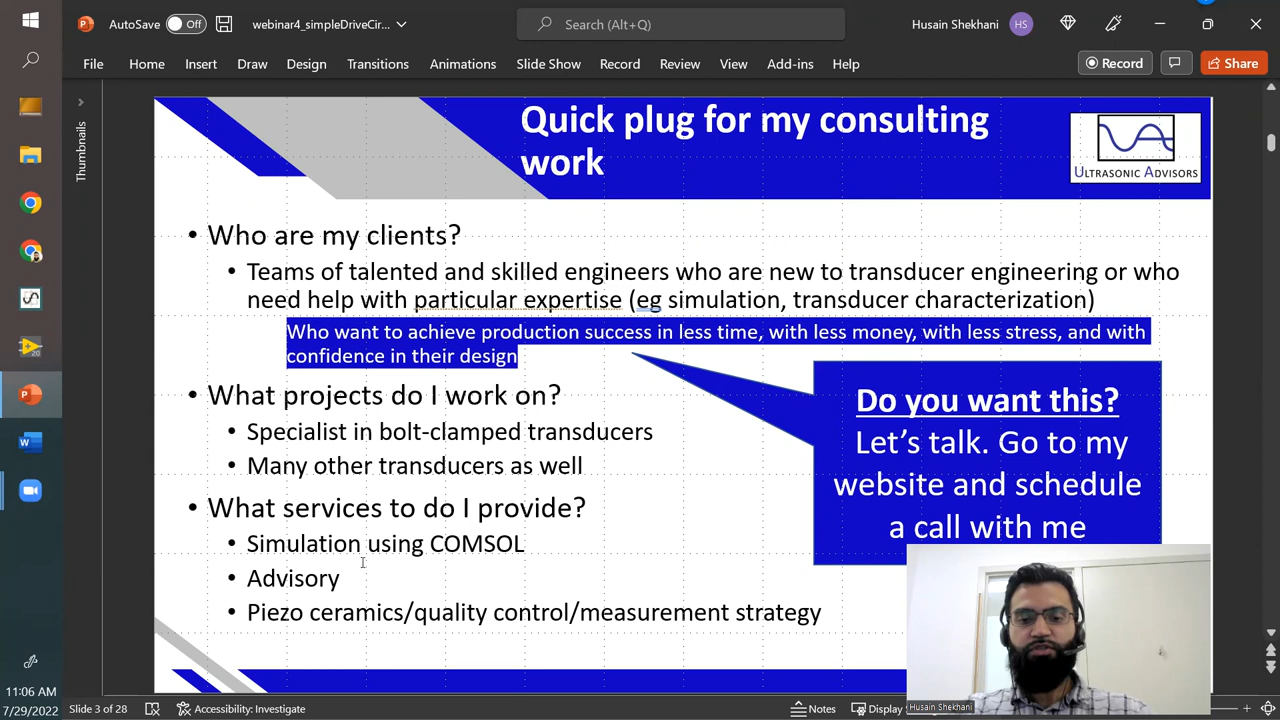 AutoSave Off webinar4_simpleDriveCir... Search (Alt+Q) Husain Shekhani HS
File Home Insert Draw Design Transitions Animations Slide Show Record Review View Add-ins Help Record Share
Thumbnails
Quick plug for my consulting
work
ULTRASONIC ADVISORS
• Who are my clients?
• Teams of talented and skilled engineers who are new to transducer engineering or who
need help with particular expertise (eg simulation, transducer characterization)
Who want to achieve production success in less time, with less money, with less stress, and with
confidence in their design
• What projects do I work on?
• Specialist in bolt-clamped transducers
• Many other transducers as well
• What services to do I provide?
• Simulation using COMSOL
• Advisory
• Piezo ceramics/quality control/measurement strategy
Do you want this?
Let's talk. Go to my
website and schedule
a call with me
Husain Shekhani
11:06 AM
7/29/2022
Slide 3 of 28 Accessibility: Investigate Notes Display